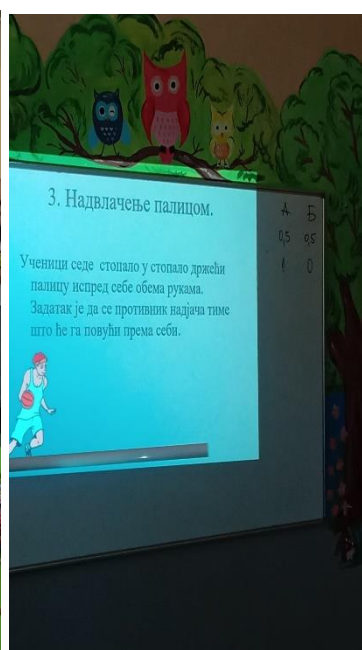 3. Надвлачење палицом.
А Б
0,5 0,5
1 0
Ученици седе стопало у стопало држећи
палицу испред себе обема рукама.
Задатак је да се противник надјача тиме
што ће га повући према себи.